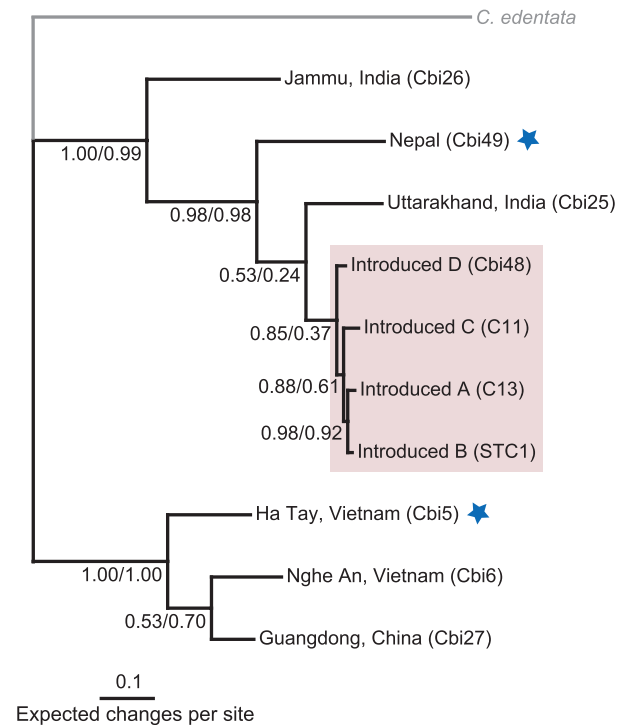 C. edentata
Jammu, India (Cbi26)
Nepal (Cbi49)
1.00/0.99
Uttarakhand, India (Cbi25)
0.98/0.98
Introduced D (Cbi48)
0.53/0.24
Introduced C (C11)
0.85/0.37
Introduced A (C13)
0.88/0.61
0.98/0.92
Introduced B (STC1)
Ha Tay, Vietnam (Cbi5)
Nghe An, Vietnam (Cbi6)
1.00/1.00
0.53/0.70
Guangdong, China (Cbi27)
0.1
Expected changes per site